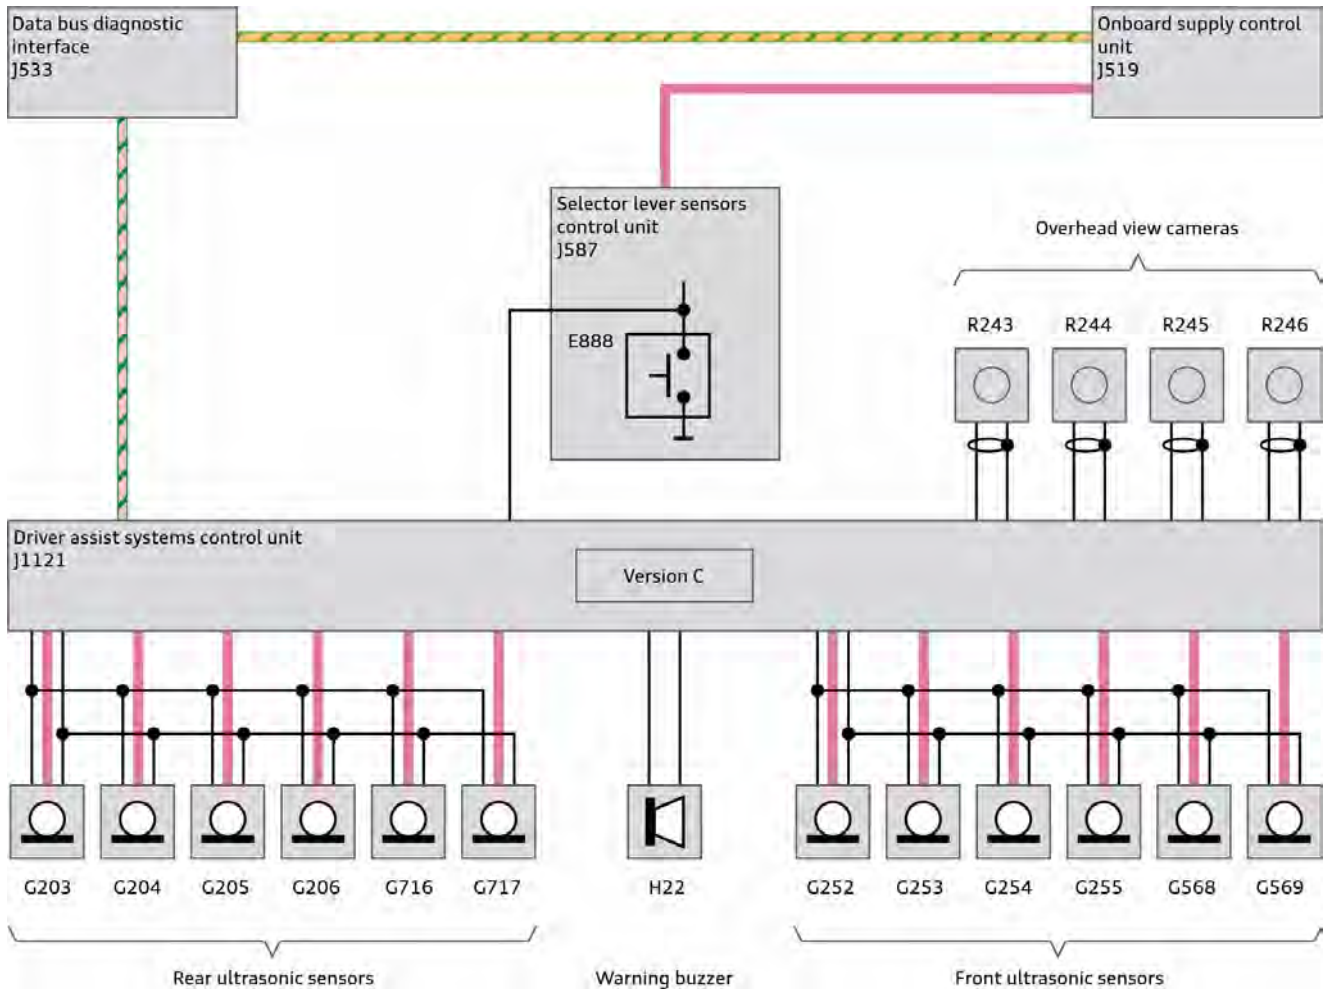 Data bus diagnostic
interface
J533
Onboard supply control
unit
J519
Selector lever sensors
control unit
J587
E888
Overhead view cameras
R243 R244 R245 R246
Driver assist systems control unit
J1121
Version C
G203 G204 G205 G206 G716 G717 H22 G252 G253 G254 G255 G568 G569
Rear ultrasonic sensors Warning buzzer Front ultrasonic sensors